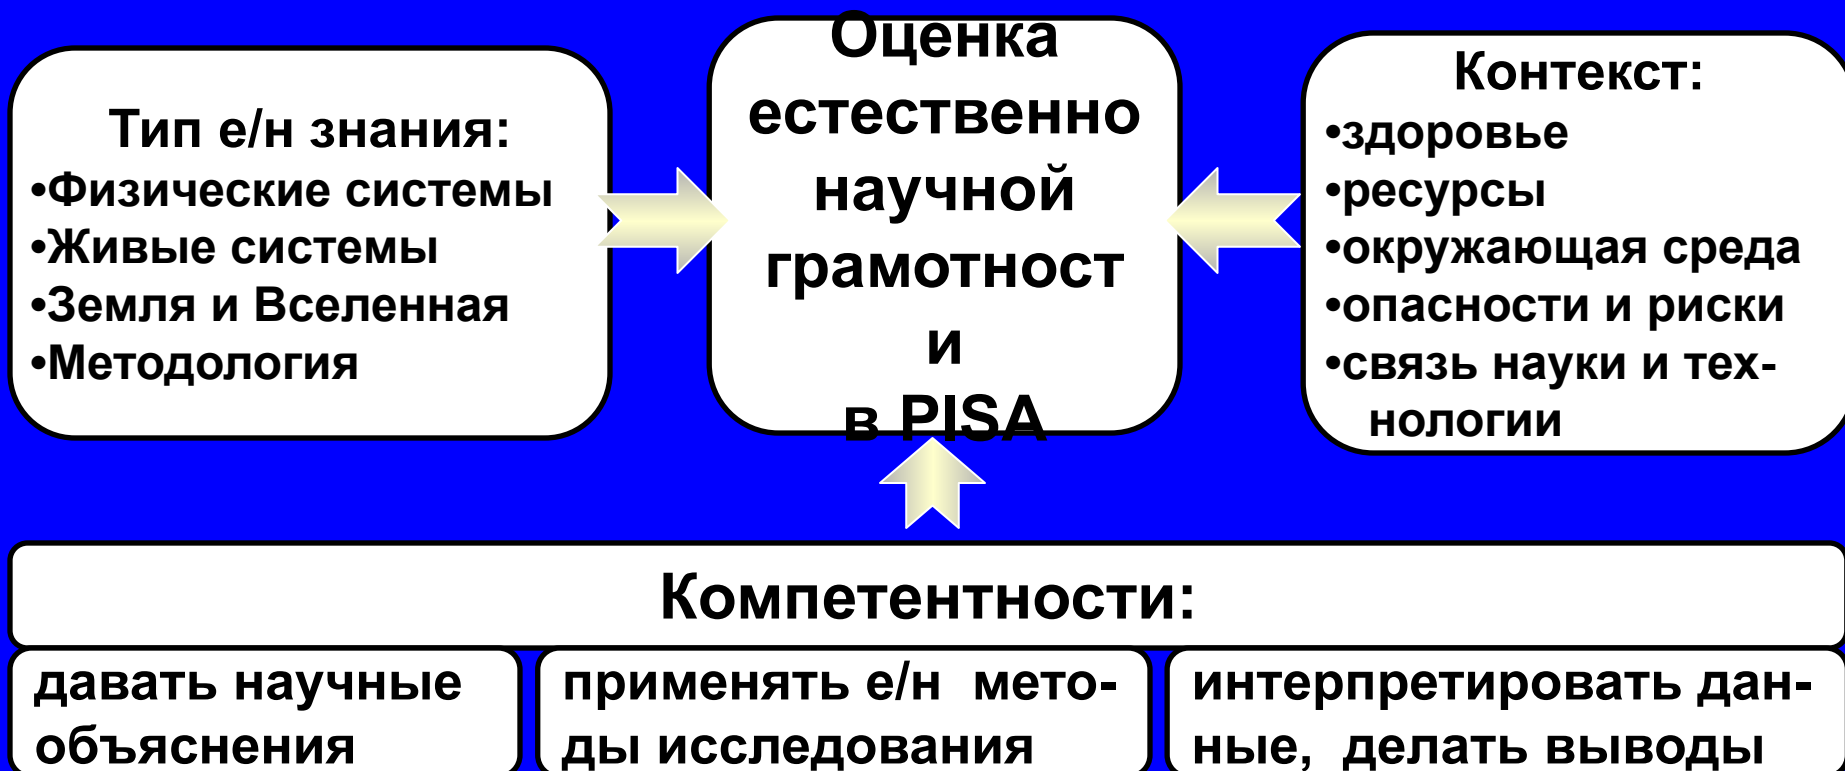 Тип е/н знания:
•Физические системы
•Живые системы
•Земля и Вселенная
•Методология
Оценка
естественно
научной
грамотност
и
в PISA
Контекст:
•здоровье
•ресурсы
•окружающая среда
•опасности и риски
•связь науки и тех-
нологии
Компетентности:
давать научные
объяснения
применять е/н мето-
ды исследования
интерпретировать дан-
ные, делать выводы